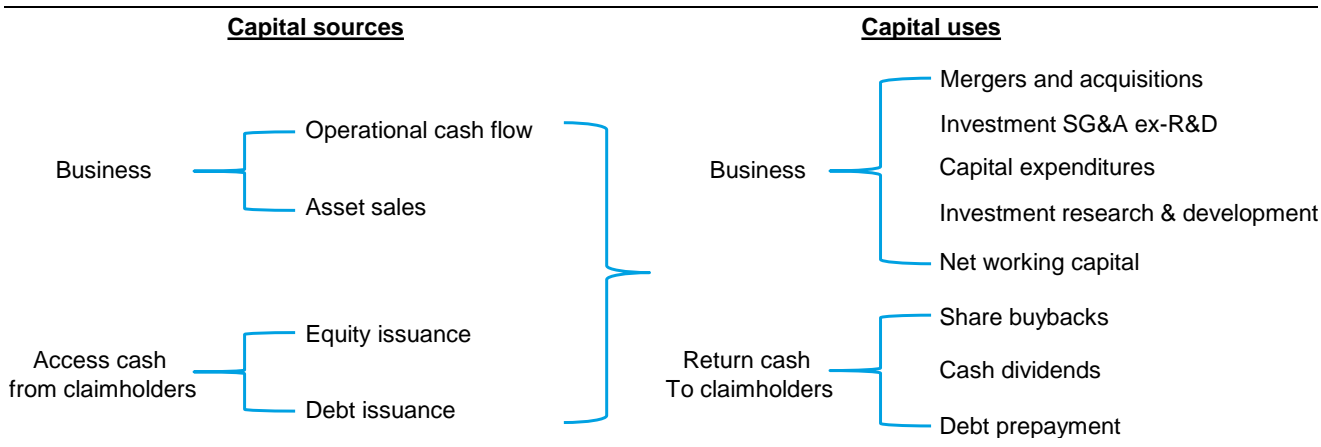 Capital sources
Business
Operational cash flow
Asset sales
Access cash
from claimholders
Equity issuance
Debt issuance
Capital uses
Business
Mergers and acquisitions
Investment SG&A ex-R&D
Capital expenditures
Investment research & development
Net working capital
Return cash
To claimholders
Share buybacks
Cash dividends
Debt prepayment